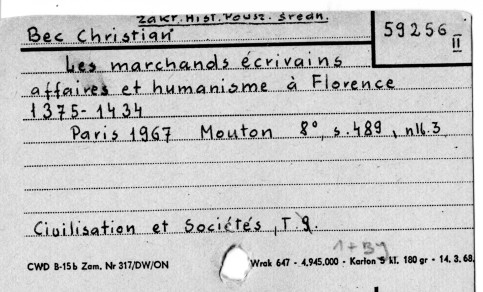 Zakr. Hist. Powsz. Średn.
Bec Christian
59256
II
Les marchands écrivains
affaires et humanisme à Florence
1375-1434
Paris 1967 Mouton 8°, s. 489, nlb. 3
Civilisation et Sociétés, T. 9.
1 + By
CWD B-15b Zam. Nr 317/DW/ON Wrak 647 - 4.945.000 - Karton 5 kl. 180 gr - 14. 3. 68.